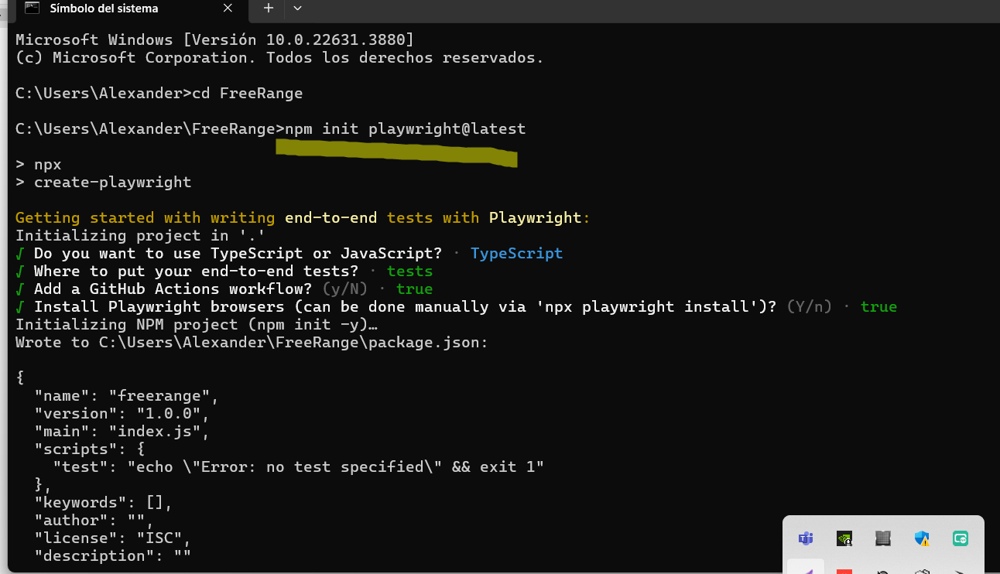 Símbolo del sistema
Microsoft Windows [Versión 10.0.22631.3880]
(c) Microsoft Corporation. Todos los derechos reservados.
C:\Users\Alexander>cd FreeRange
C:\Users\Alexander\FreeRange>npm init playwright@latest
> npx
> create-playwright
Getting started with writing end-to-end tests with Playwright:
Initializing project in '.'
√ Do you want to use TypeScript or JavaScript? · TypeScript
√ Where to put your end-to-end tests? · tests
√ Add a GitHub Actions workflow? (y/N) · true
√ Install Playwright browsers (can be done manually via 'npx playwright install')? (Y/n) · true
Initializing NPM project (npm init -y)…
Wrote to C:\Users\Alexander\FreeRange\package.json:
{
  "name": "freerange",
  "version": "1.0.0",
  "main": "index.js",
  "scripts": {
    "test": "echo \"Error: no test specified\" && exit 1"
  },
  "keywords": [],
  "author": "",
  "license": "ISC",
  "description": ""